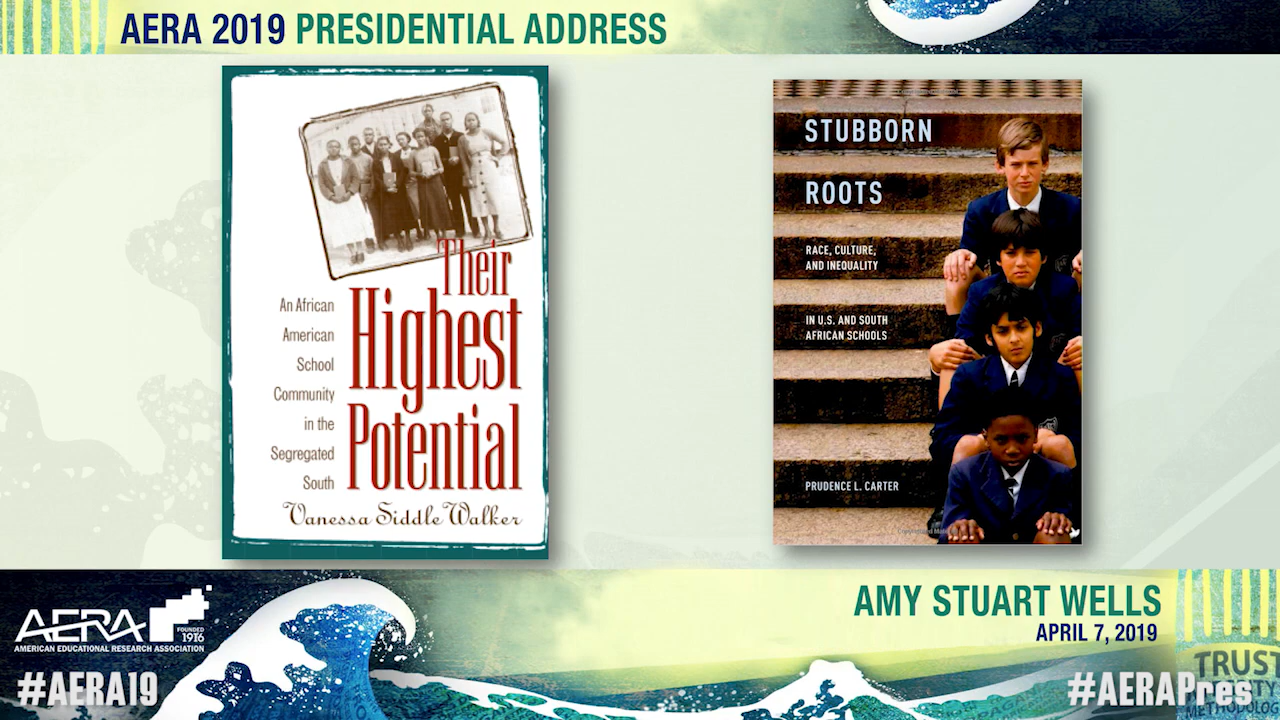 AERA 2019 PRESIDENTIAL ADDRESS
Their
Highest
Potential
An African
American
School
Community
in the
Segregated
South
Vanessa Siddle Walker
STUBBORN
ROOTS
RACE, CULTURE,
AND INEQUALITY
IN U.S. AND SOUTH
AFRICAN SCHOOLS
PRUDENCE L. CARTER
AERA
FOUNDED
1916
AMERICAN EDUCATIONAL RESEARCH ASSOCIATION
#AERA19
AMY STUART WELLS
APRIL 7, 2019
TRUST
#AERAPres